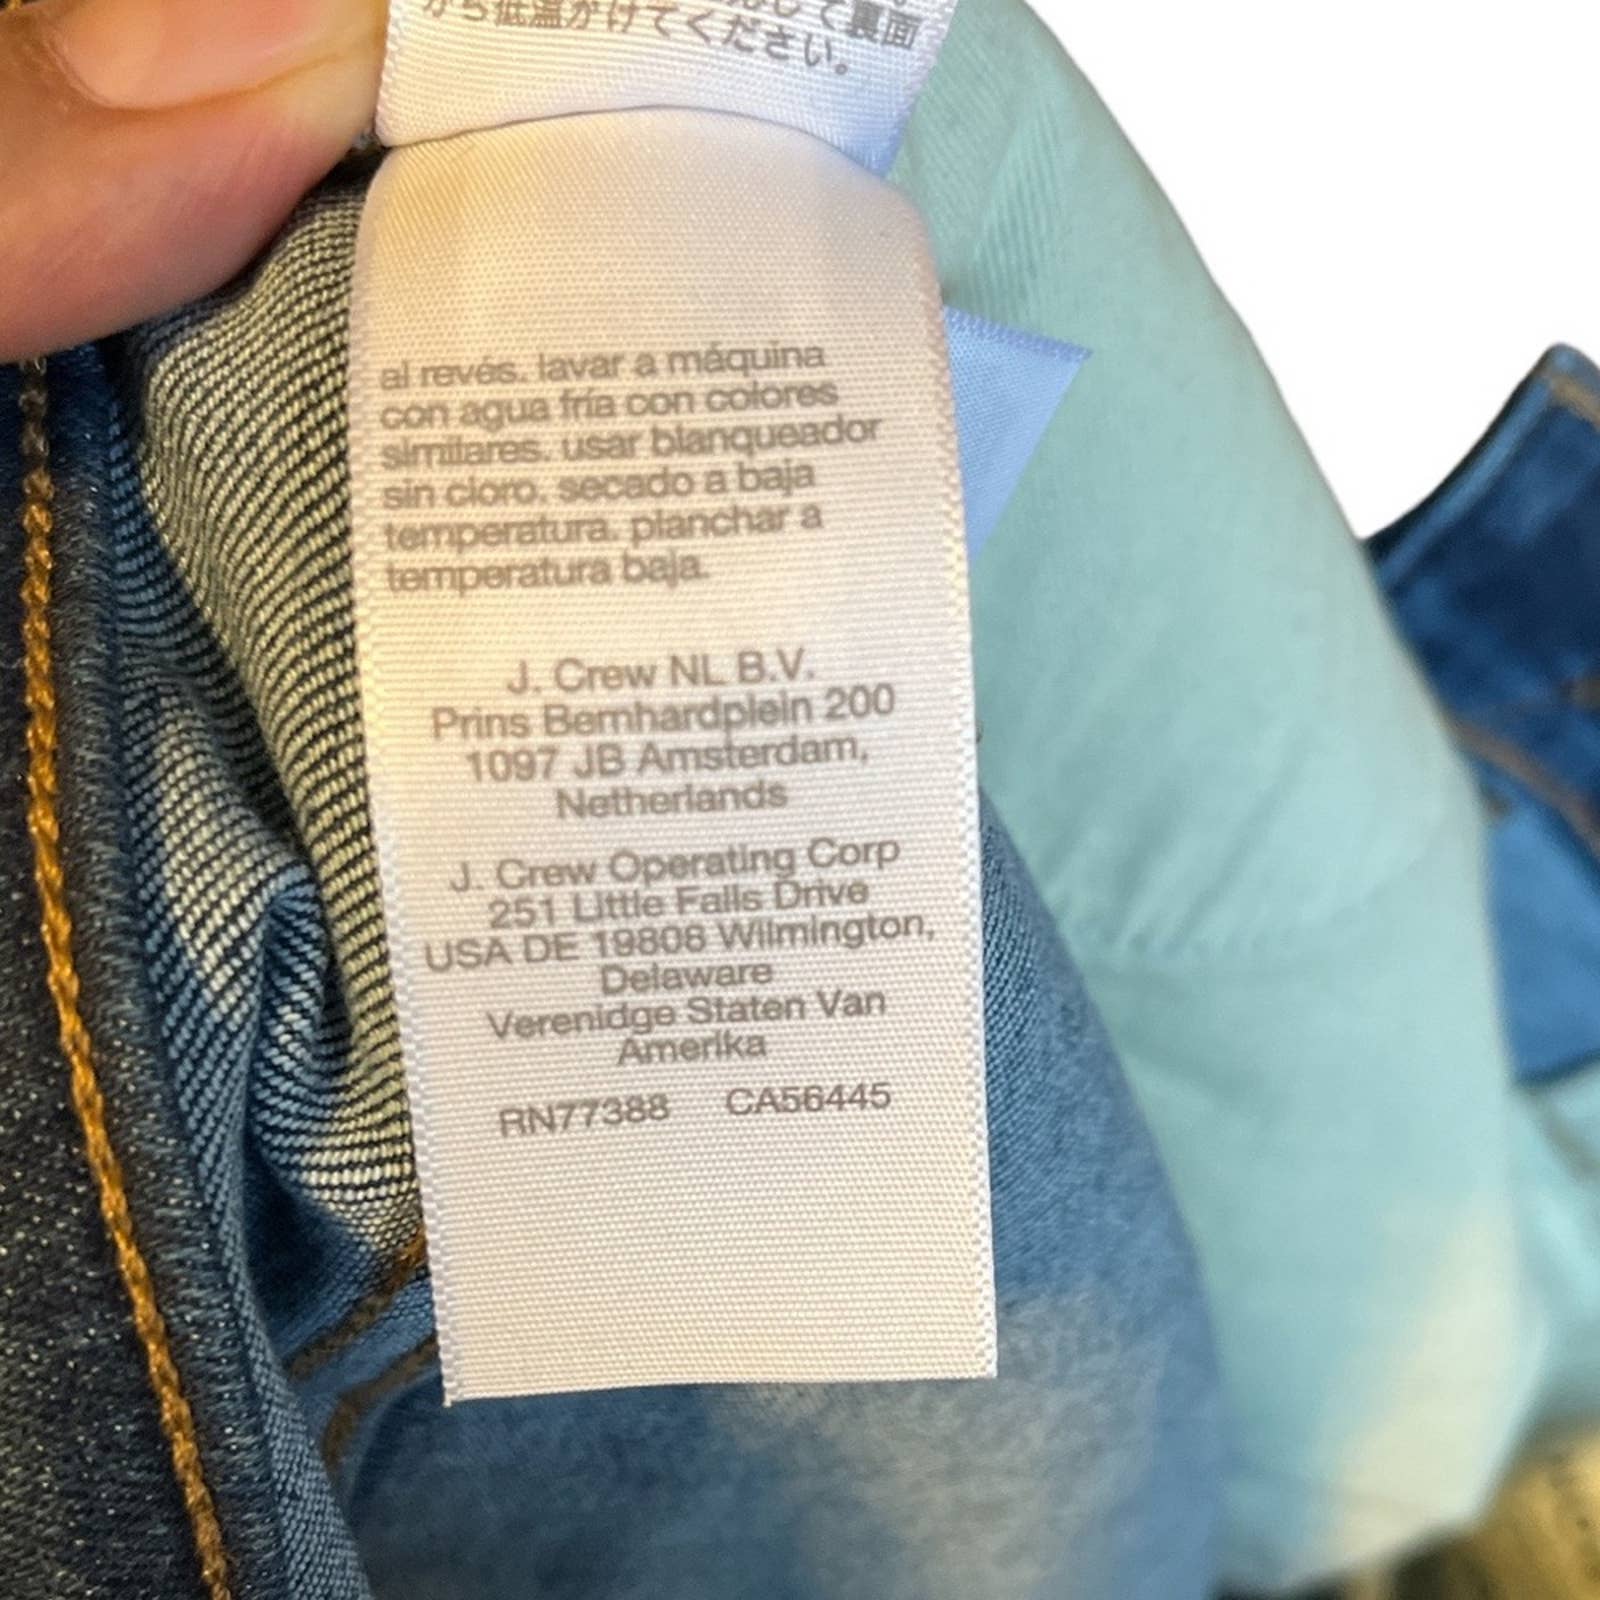 から低温がけてください。
al revés. lavar a máquina
con agua fría con colores
similares. usar blanqueador
sin cloro. secado a baja
temperatura. planchar a
temperatura baja.
J. Crew NL B.V.
Prins Bernhardplein 200
1097 JB Amsterdam,
Netherlands
J. Crew Operating Corp
251 Little Falls Drive
USA DE 19808 Wilmington,
Delaware
Verenidge Staten Van
Amerika
RN77388 CA56445